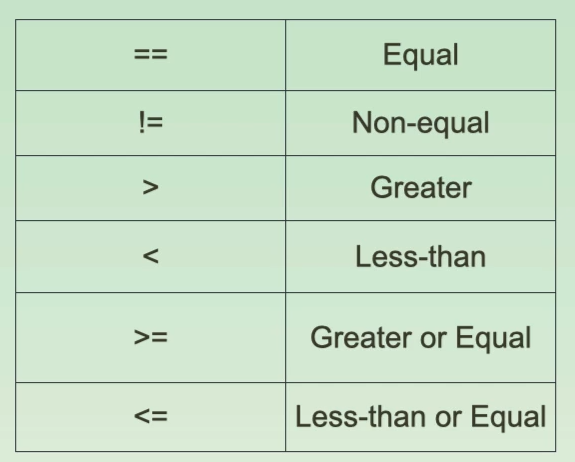 == Equal
!= Non-equal
> Greater
< Less-than
>= Greater or Equal
<= Less-than or Equal